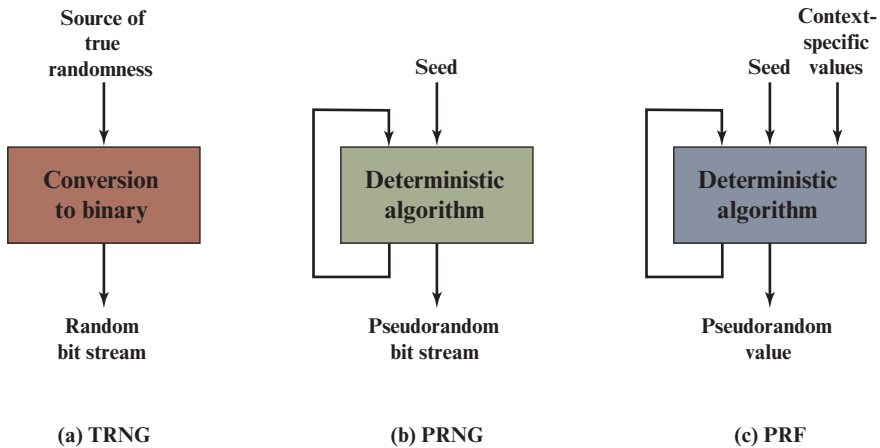 Source of
true
randomness
Conversion
to binary
Random
bit stream
(a) TRNG
Seed
Deterministic
algorithm
Pseudorandom
bit stream
(b) PRNG
Seed
Context-
specific
values
Deterministic
algorithm
Pseudorandom
value
(c) PRF